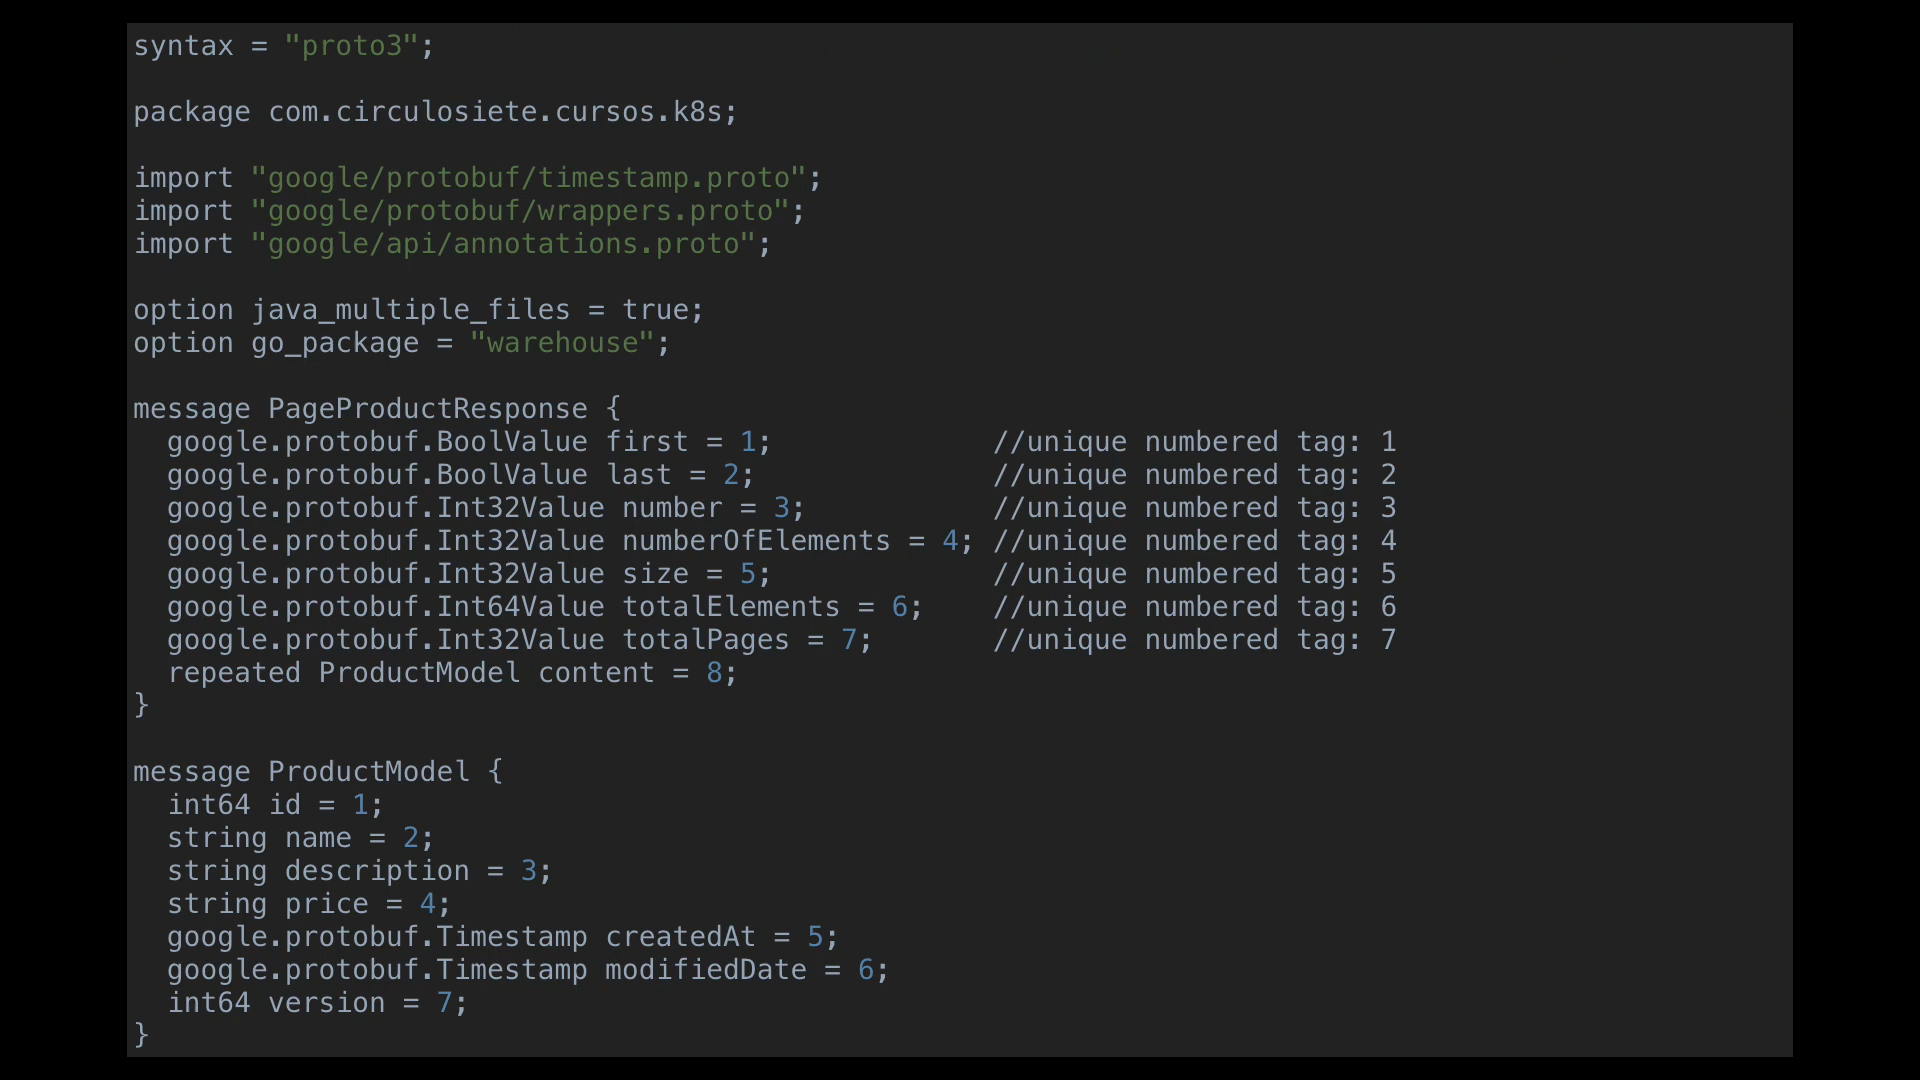 syntax = "proto3";
package com.circulosiete.cursos.k8s;
import "google/protobuf/timestamp.proto";
import "google/protobuf/wrappers.proto";
import "google/api/annotations.proto";
option java_multiple_files = true;
option go_package = "warehouse";
message PageProductResponse {
  google.protobuf.BoolValue first = 1;             //unique numbered tag: 1
  google.protobuf.BoolValue last = 2;              //unique numbered tag: 2
  google.protobuf.Int32Value number = 3;           //unique numbered tag: 3
  google.protobuf.Int32Value numberOfElements = 4; //unique numbered tag: 4
  google.protobuf.Int32Value size = 5;             //unique numbered tag: 5
  google.protobuf.Int64Value totalElements = 6;    //unique numbered tag: 6
  google.protobuf.Int32Value totalPages = 7;       //unique numbered tag: 7
  repeated ProductModel content = 8;
}
message ProductModel {
  int64 id = 1;
  string name = 2;
  string description = 3;
  string price = 4;
  google.protobuf.Timestamp createdAt = 5;
  google.protobuf.Timestamp modifiedDate = 6;
  int64 version = 7;
}